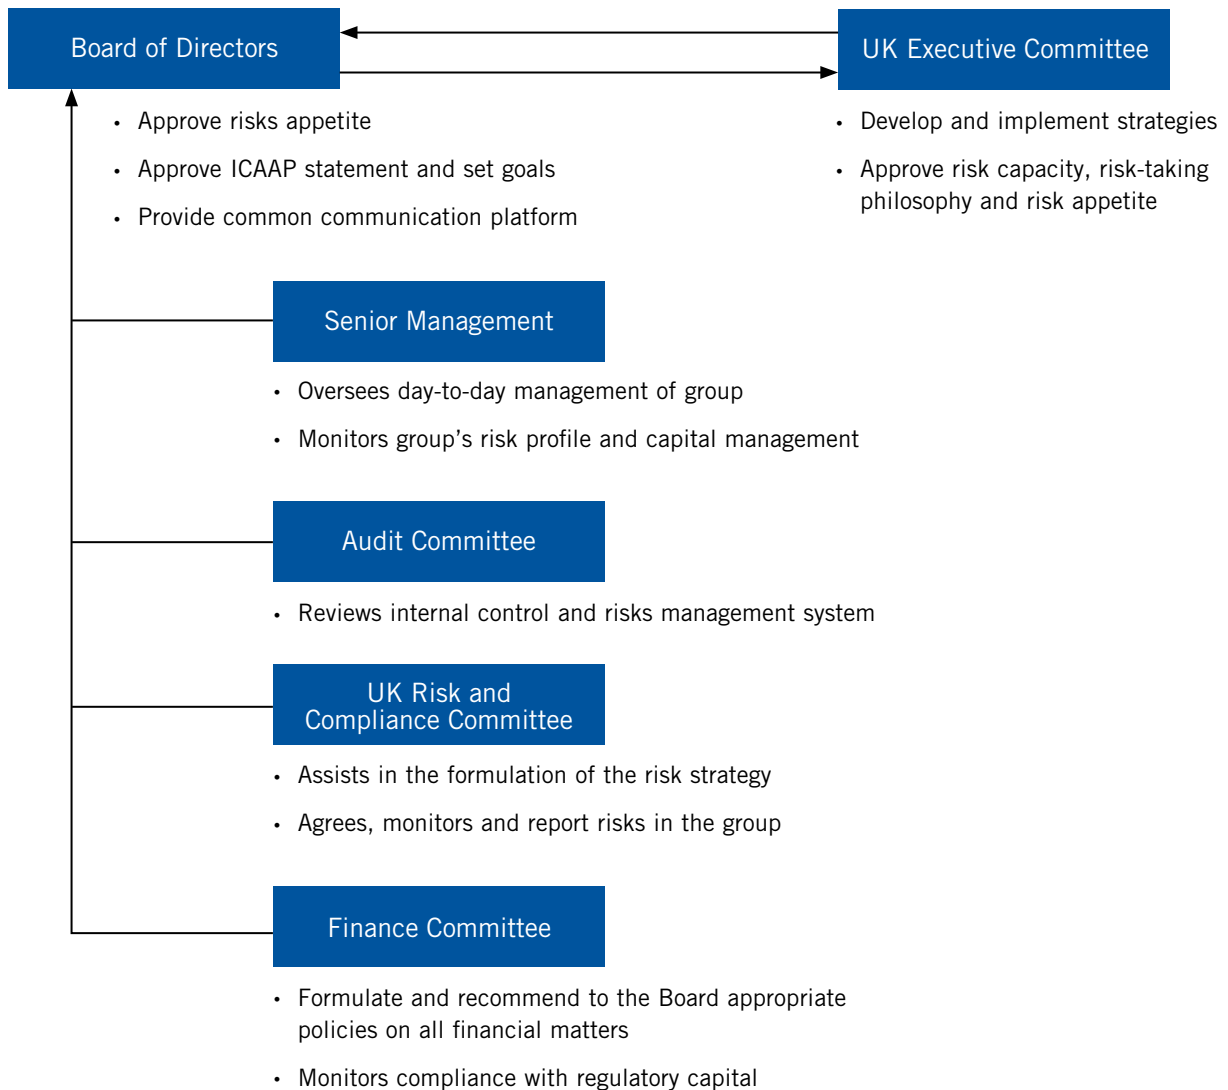 Board of Directors
UK Executive Committee
• Approve risks appetite
• Approve ICAAP statement and set goals
• Provide common communication platform
• Develop and implement strategies
• Approve risk capacity, risk-taking
philosophy and risk appetite
Senior Management
• Oversees day-to-day management of group
• Monitors group’s risk profile and capital management
Audit Committee
• Reviews internal control and risks management system
UK Risk and
Compliance Committee
• Assists in the formulation of the risk strategy
• Agrees, monitors and report risks in the group
Finance Committee
• Formulate and recommend to the Board appropriate
policies on all financial matters
• Monitors compliance with regulatory capital